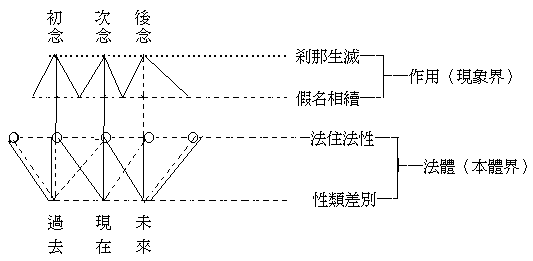 初念
次念
後念
剎那生滅
作用（現象界）
假名相續
法住法性
法體（本體界）
性類差別
過去
現在
未來